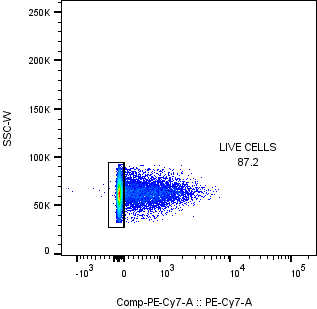 250K
200K
150K
100K
50K
0
SSC-W
LIVE CELLS
87.2
-10³ 0 10³ 10⁴ 10⁵
Comp-PE-Cy7-A :: PE-Cy7-A